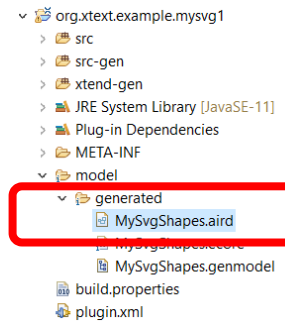 org.xtext.example.mysvg1
src
src-gen
xtend-gen
JRE System Library [JavaSE-11]
Plug-in Dependencies
META-INF
model
generated
MySvgShapes.aird
MySvgShapes.ecore
MySvgShapes.genmodel
build.properties
plugin.xml